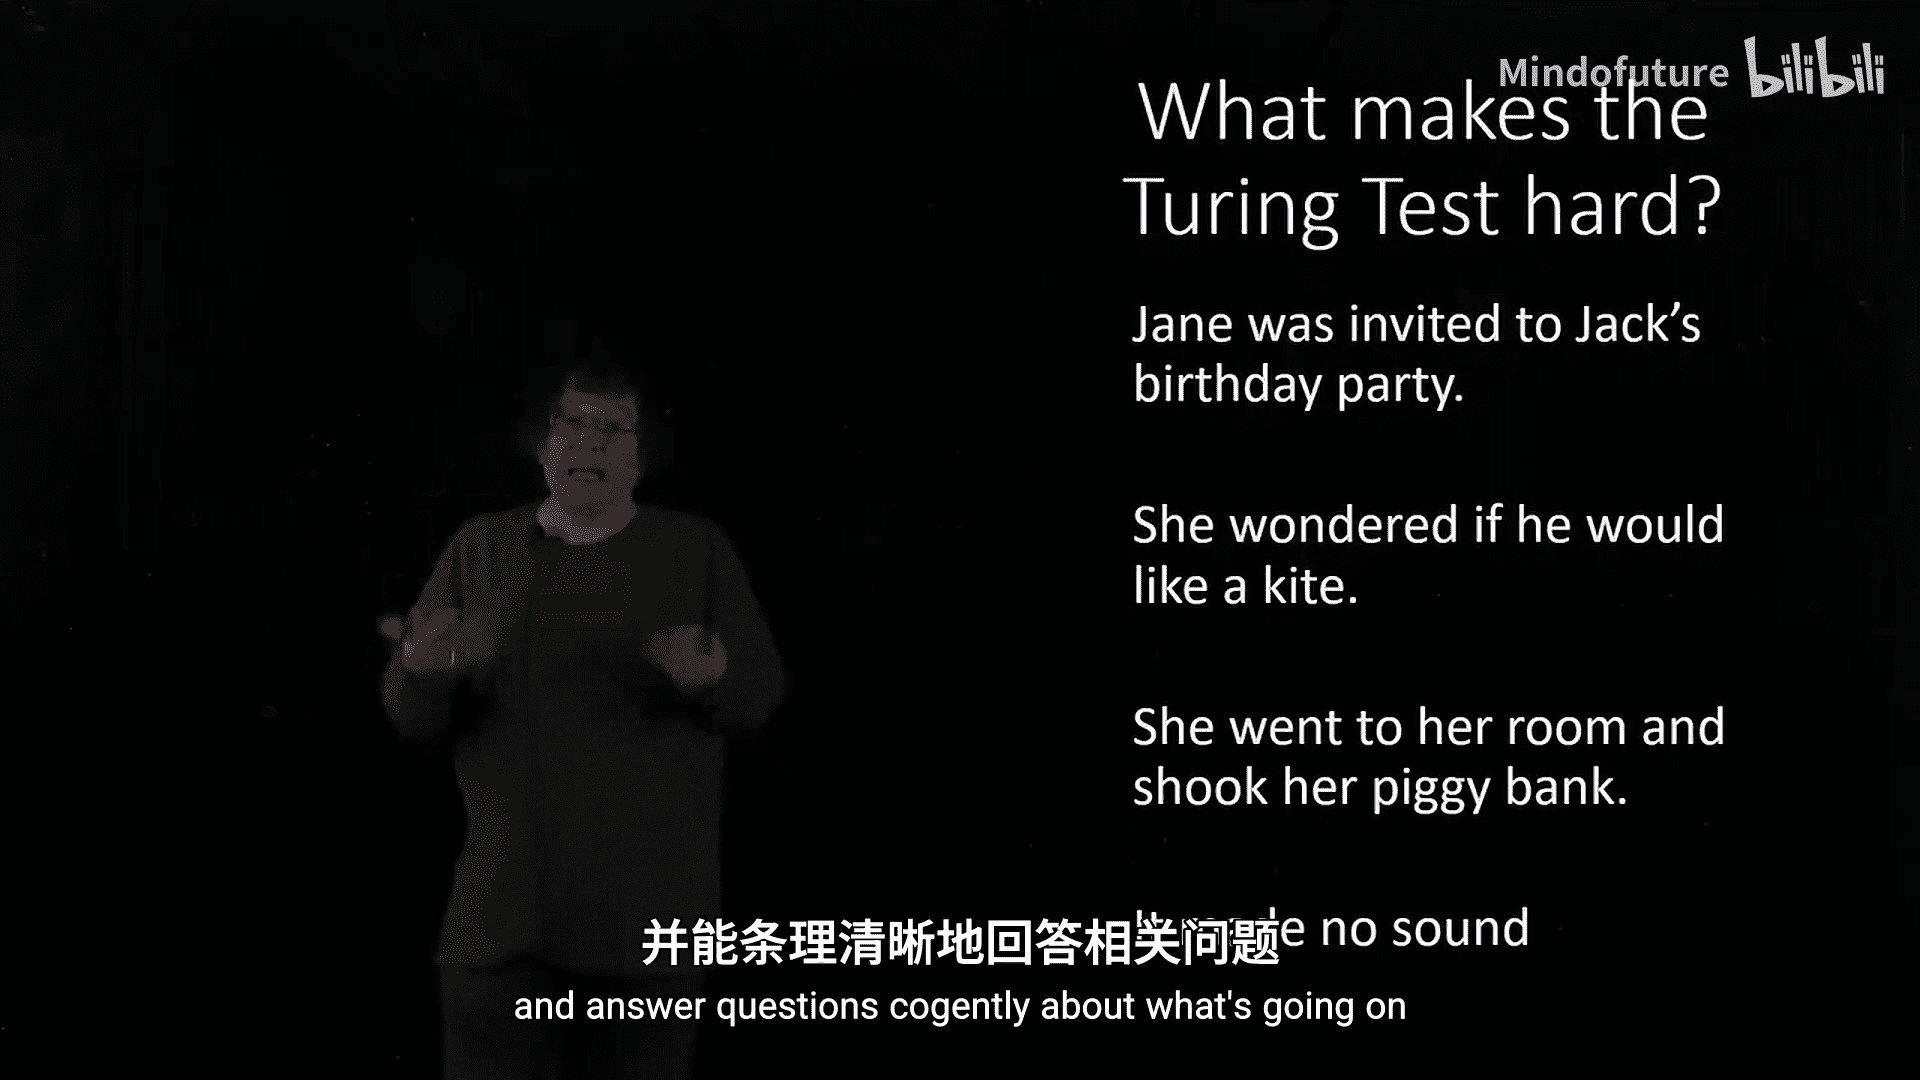 Mindofuture bilibili
What makes the
Turing Test hard?
Jane was invited to Jack’s
birthday party.
She wondered if he would
like a kite.
She went to her room and
shook her piggy bank.
no sound
并能条理清晰地回答相关问题
and answer questions cogently about what's going on